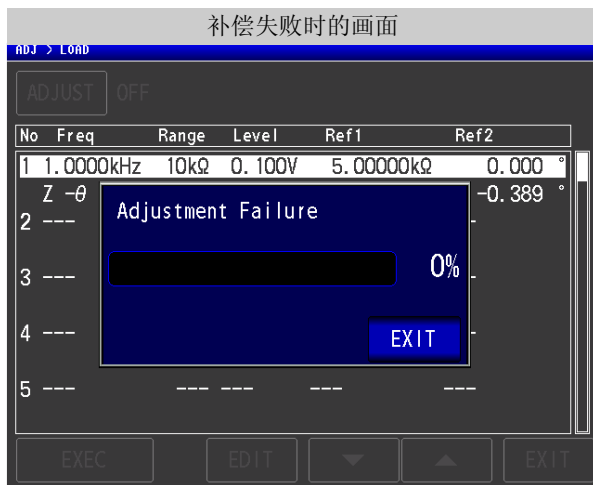 补偿失败时的画面
ADJ > LOAD
ADJUST OFF
No Freq Range Level Ref1 Ref2
1 1.0000kHz 10kΩ 0.100V 5.00000kΩ 0.000 °
Z -θ -0.389 °
Adjustment Failure
2 --- -
0%
3 --- -
4 --- -
EXIT
5 --- --- --- --- ---
EXEC EDIT ▼ ▲ EXIT